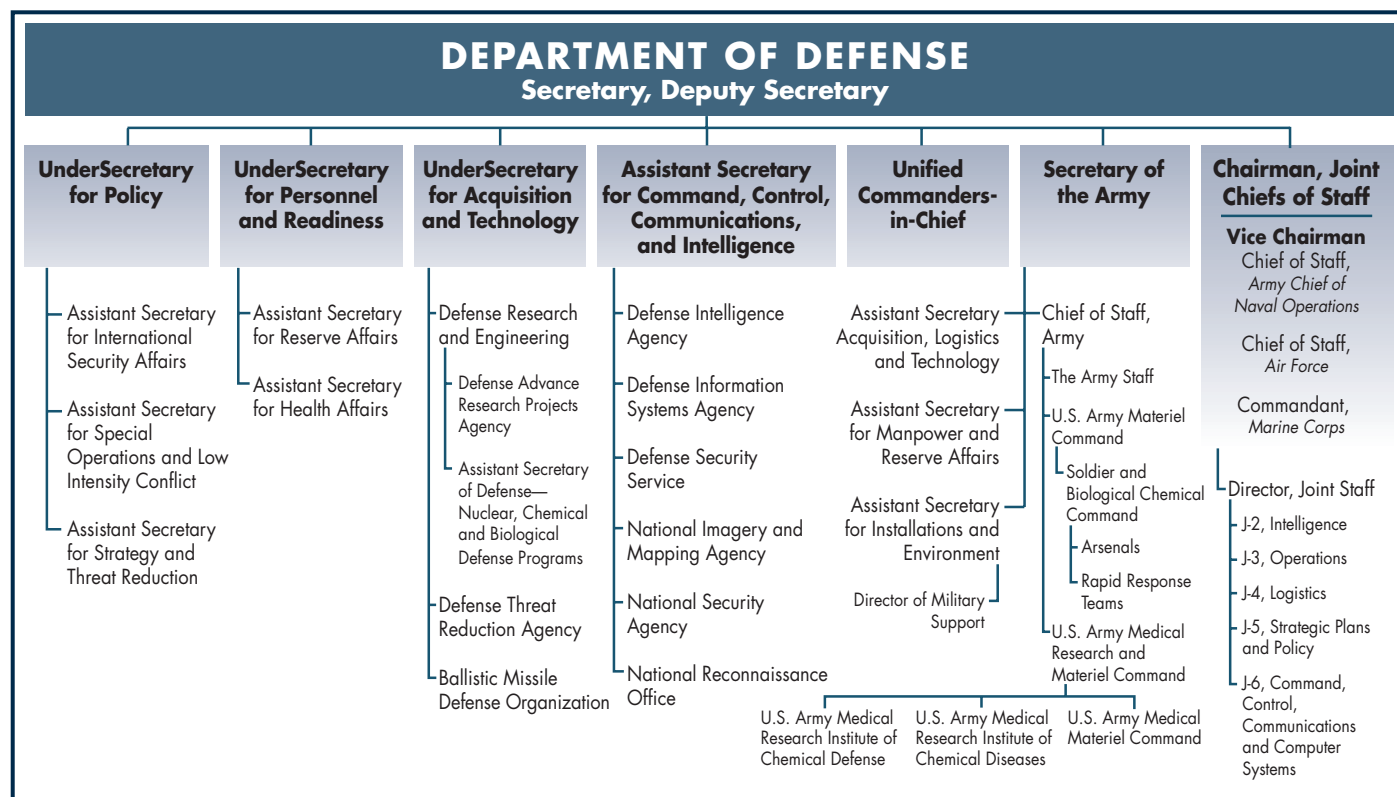 DEPARTMENT OF DEFENSE
Secretary, Deputy Secretary
UnderSecretary
for Policy
Assistant Secretary
for International
Security Affairs
Assistant Secretary
for Special
Operations and Low
Intensity Conflict
Assistant Secretary
for Strategy and
Threat Reduction
UnderSecretary
for Personnel
and Readiness
Assistant Secretary
for Reserve Affairs
Assistant Secretary
for Health Affairs
UnderSecretary
for Acquisition
and Technology
Defense Research
and Engineering
Defense Advance
Research Projects
Agency
Assistant Secretary
of Defense—
Nuclear, Chemical
and Biological
Defense Programs
Defense Threat
Reduction Agency
Ballistic Missile
Defense Organization
Assistant Secretary
for Command, Control,
Communications,
and Intelligence
Defense Intelligence
Agency
Defense Information
Systems Agency
Defense Security
Service
National Imagery and
Mapping Agency
National Security
Agency
National Reconnaissance
Office
Unified
Commanders-
in-Chief
Secretary of
the Army
Assistant Secretary
Acquisition, Logistics
and Technology
Assistant Secretary
for Manpower and
Reserve Affairs
Assistant Secretary
for Installations and
Environment
Director of Military
Support
Chief of Staff,
Army
The Army Staff
U.S. Army Materiel
Command
Soldier and
Biological Chemical
Command
Arsenals
Rapid Response
Teams
U.S. Army Medical
Research and
Materiel Command
U.S. Army Medical
Research Institute of
Chemical Defense
U.S. Army Medical
Research Institute of
Chemical Diseases
U.S. Army Medical
Materiel Command
Chairman, Joint
Chiefs of Staff
Vice Chairman
Chief of Staff,
Army Chief of
Naval Operations
Chief of Staff,
Air Force
Commandant,
Marine Corps
Director, Joint Staff
J-2, Intelligence
J-3, Operations
J-4, Logistics
J-5, Strategic Plans
and Policy
J-6, Command,
Control,
Communications
and Computer
Systems